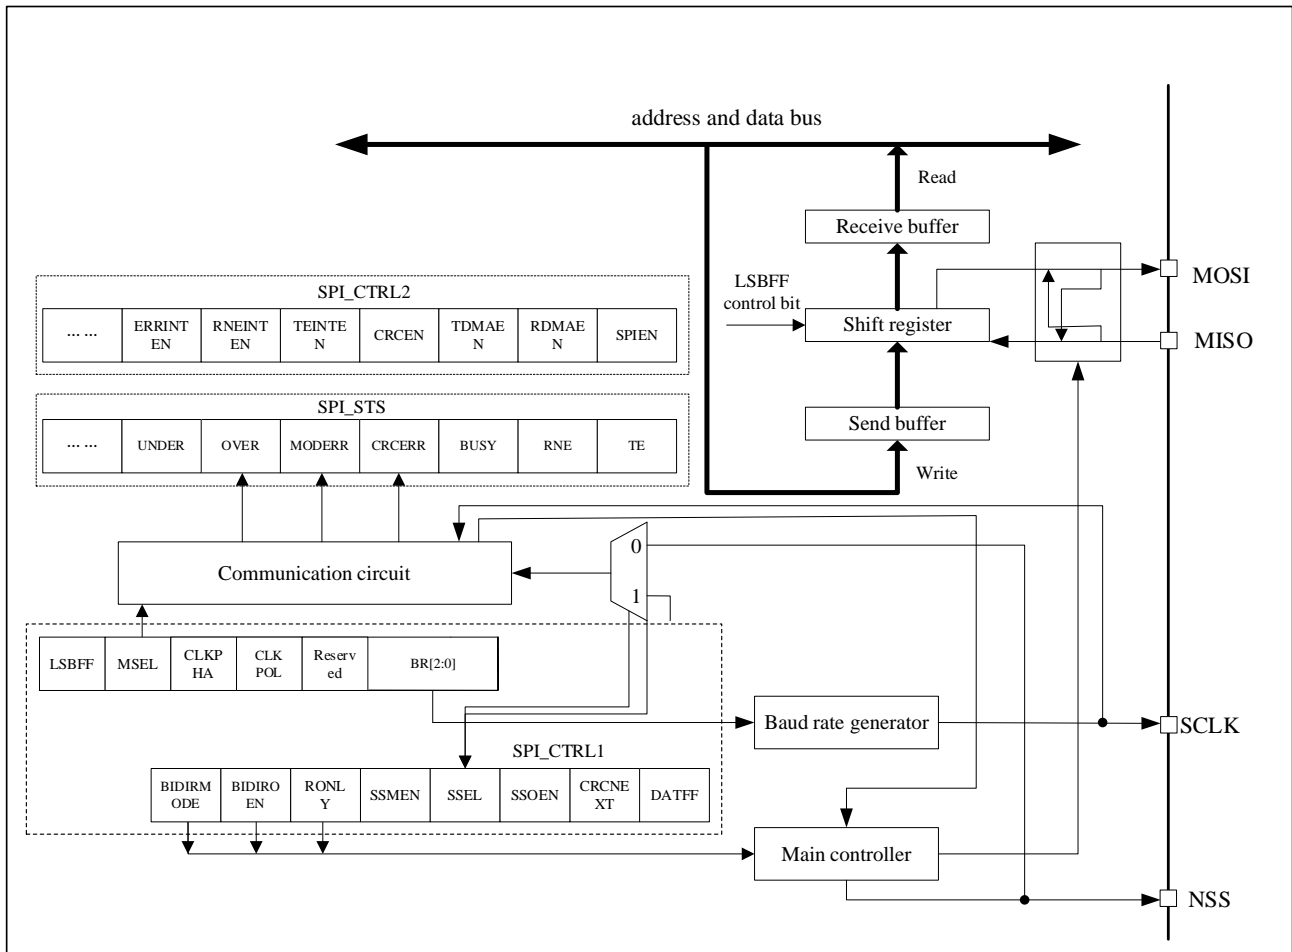 address and data bus
Read
Receive buffer
MOSI
SPI_CTRL2
LSBFF
control bit
Shift register
MISO
... ...
ERRINT
EN
RNEINT
EN
TEINTE
N
CRCEN
TDMAE
N
RDMAE
N
SPIEN
SPI_STS
Send buffer
... ...
UNDER
OVER
MODERR
CRCERR
BUSY
RNE
TE
Write
0
Communication circuit
1
LSBFF
MSEL
CLKP
HA
CLK
POL
Reserv
ed
BR[2:0]
Baud rate generator
SCLK
SPI_CTRL1
BIDIRM
ODE
BIDIRO
EN
RONL
Y
SSMEN
SSEL
SSOEN
CRCNE
XT
DATFF
Main controller
NSS